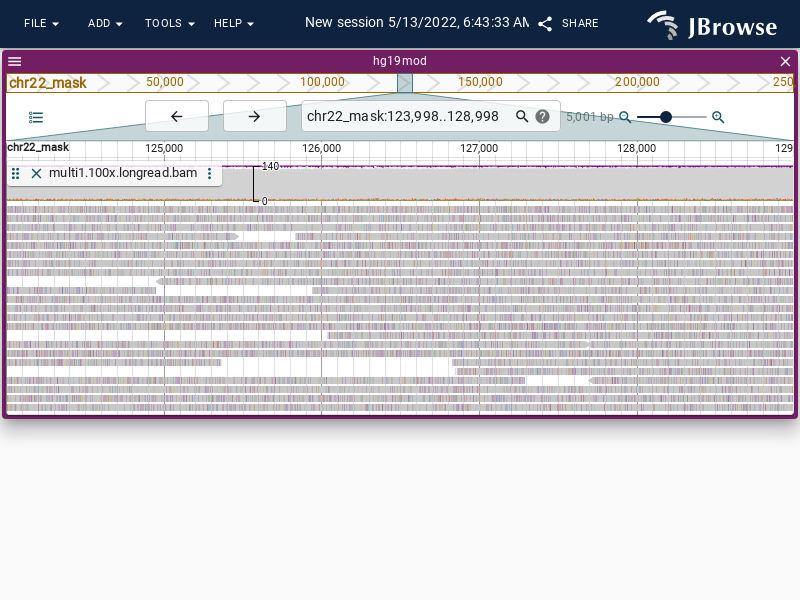 FILE ADD TOOLS HELP New session 5/13/2022, 6:43:33 AM SHARE JBrowse
hg19mod
chr22_mask 50,000 100,000 150,000 200,000 250
chr22_mask:123,998..128,998 5,001 bp
chr22_mask 125,000 126,000 127,000 128,000 129
multi1.100x.longread.bam 140
0